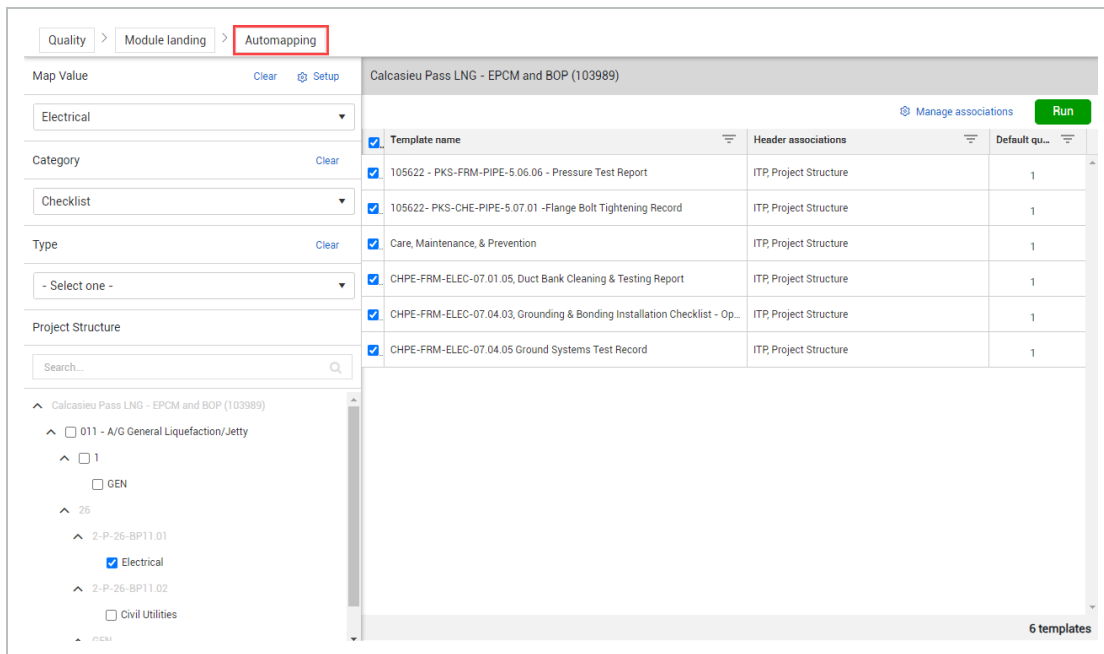 Quality > Module landing > Automapping
Map Value Clear Setup
Electrical
Category Clear
Checklist
Type Clear
- Select one -
Project Structure
Search...
Calcasieu Pass LNG - EPCM and BOP (103989)
011 - A/G General Liquefaction/Jetty
1
GEN
26
2-P-26-BP11.01
Electrical
2-P-26-BP11.02
Civil Utilities
GEN
Calcasieu Pass LNG - EPCM and BOP (103989)
Manage associations Run
Template name Header associations Default qu...
105622 - PKS-FRM-PIPE-5.06.06 - Pressure Test Report ITP, Project Structure 1
105622- PKS-CHE-PIPE-5.07.01 -Flange Bolt Tightening Record ITP, Project Structure 1
Care, Maintenance, & Prevention ITP, Project Structure 1
CHPE-FRM-ELEC-07.01.05, Duct Bank Cleaning & Testing Report ITP, Project Structure 1
CHPE-FRM-ELEC-07.04.03, Grounding & Bonding Installation Checklist - Op... ITP, Project Structure 1
CHPE-FRM-ELEC-07.04.05 Ground Systems Test Record ITP, Project Structure 1
6 templates